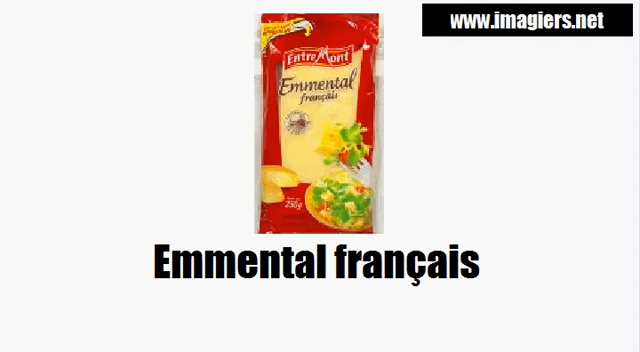 www.imagiers.net
EntreMont
Emmental
français
250g
Emmental français